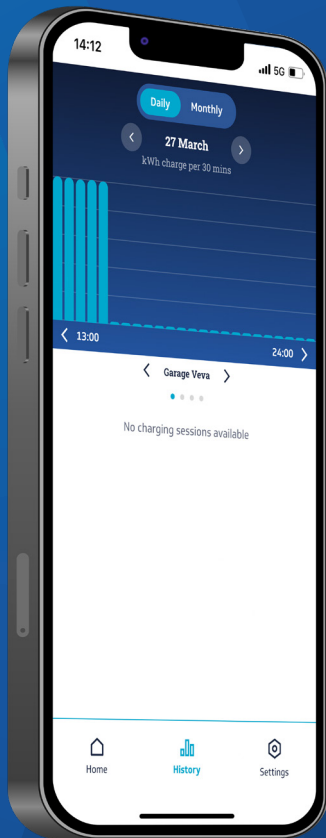 14:12
5G
Daily
Monthly
27 March
kWh charge per 30 mins
13:00
24:00
Garage Veva
No charging sessions available
Home
History
Settings